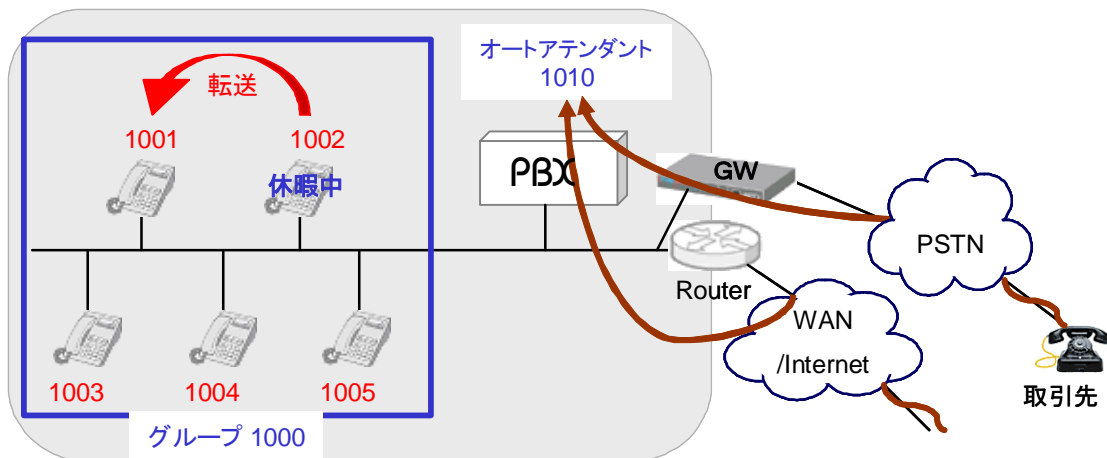 オートアテンダント
1010
転送
1001
1002
休暇中
PBX
GW
PSTN
Router
WAN
/Internet
1003
1004
1005
取引先
グループ 1000